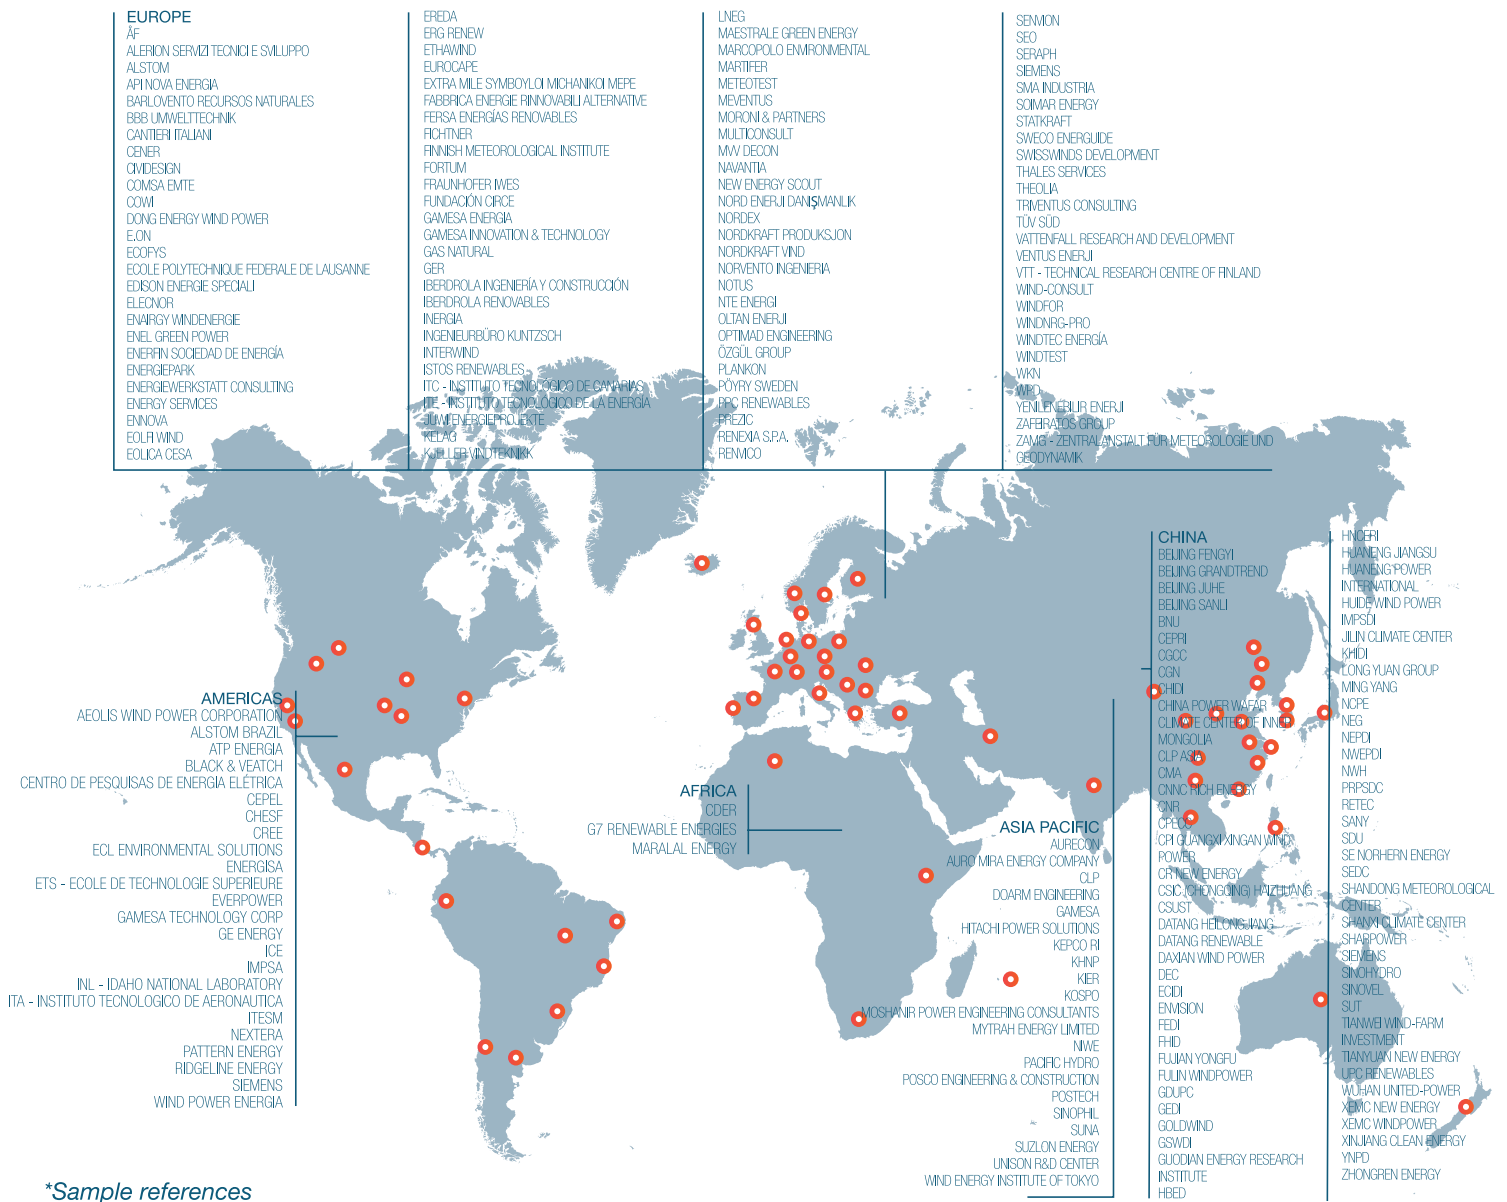 EUROPE
ÅF
ALERION SERVIZI TECNICI E SVILUPPO
ALSTOM
API NOVA ENERGIA
BARLOVENTO RECURSOS NATURALES
BBB UMWELTTECHNIK
CANTIERI ITALIANI
CENER
CIVIDESIGN
COMSA EMTE
COWI
DONG ENERGY WIND POWER
E.ON
ECOFYS
ECOLE POLYTECHNIQUE FEDERALE DE LAUSANNE
EDISON ENERGIE SPECIALI
ELECNOR
ENAIRGY WINDENERGIE
ENEL GREEN POWER
ENERFIN SOCIEDAD DE ENERGÍA
ENERGIEPARK
ENERGIEWERKSTATT CONSULTING
ENERGY SERVICES
ENNOVA
EOLFI WIND
EOLICA CESA
EREDA
ERG RENEW
ETHAWIND
EUROCAPE
EXTRA MILE SYMBOYLOI MICHANIKOI MEPE
FABBRICA ENERGIE RINNOVABILI ALTERNATIVE
FERSA ENERGÍAS RENOVABLES
FICHTNER
FINNISH METEOROLOGICAL INSTITUTE
FORTUM
FRAUNHOFER IWES
FUNDACIÓN CIRCE
GAMESA ENERGIA
GAMESA INNOVATION & TECHNOLOGY
GAS NATURAL
GER
IBERDROLA INGENIERÍA Y CONSTRUCCIÓN
IBERDROLA RENOVABLES
INERGIA
INGENIEURBÜRO KUNTZSCH
INTERWIND
ISTOS RENEWABLES
ITC - INSTITUTO TECNOLÓGICO DE CANARIAS
ITE - INSTITUTO TECNOLÓGICO DE LA ENERGÍA
JUWI ENERGIEPROJEKTE
KELAG
KJELLER VINDTEKNIKK
LNEG
MAESTRALE GREEN ENERGY
MARCOPOLO ENVIRONMENTAL
MARTIFER
METEOTEST
MEVENTUS
MORONI & PARTNERS
MULTICONSULT
MVV DECON
NAVANTIA
NEW ENERGY SCOUT
NORD ENERJI DANIŞMANLIK
NORDEX
NORDKRAFT PRODUKSJON
NORDKRAFT VIND
NORVENTO INGENIERIA
NOTUS
NTE ENERGI
OLTAN ENERJI
OPTIMAD ENGINEERING
ÖZGÜL GROUP
PLANKON
PÖYRY SWEDEN
PPC RENEWABLES
PREZIC
RENEXIA S.P.A.
RENVICO
SENVION
SEO
SERAPH
SIEMENS
SMA INDUSTRIA
SOIMAR ENERGY
STATKRAFT
SWECO ENERGUIDE
SWISSWINDS DEVELOPMENT
THALES SERVICES
THEOLIA
TRIVENTUS CONSULTING
TÜV SÜD
VATTENFALL RESEARCH AND DEVELOPMENT
VENTUS ENERJI
VTT - TECHNICAL RESEARCH CENTRE OF FINLAND
WIND-CONSULT
WINDFOR
WINDNRG-PRO
WINDTEC ENERGÍA
WINDTEST
WKN
WPD
YENILENEBILIR ENERJI
ZAFEIRATOS GROUP
ZAMG - ZENTRALANSTALT FÜR METEOROLOGIE UND
GEODYNAMIK
AMERICAS
AEOLIS WIND POWER CORPORATION
ALSTOM BRAZIL
ATP ENERGIA
BLACK & VEATCH
CENTRO DE PESQUISAS DE ENERGIA ELÉTRICA
CEPEL
CHESF
CREE
ECL ENVIRONMENTAL SOLUTIONS
ENERGISA
ETS - ECOLE DE TECHNOLOGIE SUPERIEURE
EVERPOWER
GAMESA TECHNOLOGY CORP
GE ENERGY
ICE
IMPSA
INL - IDAHO NATIONAL LABORATORY
ITA - INSTITUTO TECNOLOGICO DE AERONAUTICA
ITESM
NEXTERA
PATTERN ENERGY
RIDGELINE ENERGY
SIEMENS
WIND POWER ENERGIA
AFRICA
CDER
G7 RENEWABLE ENERGIES
MARALAL ENERGY
ASIA PACIFIC
AURECON
AURO MIRA ENERGY COMPANY
CLP
DOARM ENGINEERING
GAMESA
HITACHI POWER SOLUTIONS
KEPCO RI
KHNP
KIER
KOSPO
MOSHANIR POWER ENGINEERING CONSULTANTS
MYTRAH ENERGY LIMITED
NIWE
PACIFIC HYDRO
POSCO ENGINEERING & CONSTRUCTION
POSTECH
SINOPHIL
SUNA
SUZLON ENERGY
UNISON R&D CENTER
WIND ENERGY INSTITUTE OF TOKYO
CHINA
BEIJING FENGYI
BEIJING GRANDTREND
BEIJING JUHE
BEIJING SANLI
BNU
CEPRI
CGCC
CGN
CHIDI
CHINA POWER WAFAR
CLIMATE CENTER OF INNER
MONGOLIA
CLP ASIA
CMA
CNNC RICH ENERGY
CNR
CPECC
CPI GUANGXI XINGAN WIND
POWER
CR NEW ENERGY
CSIC (CHONGQING) HAIZHUANG
CSUST
DATANG HEILONGJIANG
DATANG RENEWABLE
DAXIAN WIND POWER
DEC
ECIDI
ENVISION
FEDI
FHID
FUJIAN YONGFU
FULIN WINDPOWER
GDUPC
GEDI
GOLDWIND
GSWDI
GUODIAN ENERGY RESEARCH
INSTITUTE
HBED
HNCERI
HUANENG JIANGSU
HUANENG POWER
INTERNATIONAL
HUIDE WIND POWER
IMPSDI
JILIN CLIMATE CENTER
KHIDI
LONG YUAN GROUP
MING YANG
NCPE
NEG
NEPDI
NWEPDI
NWH
PRPSDC
RETEC
SANY
SDU
SE NORHERN ENERGY
SEDC
SHANDONG METEOROLOGICAL
CENTER
SHANXI CLIMATE CENTER
SHARPOWER
SIEMENS
SINOHYDRO
SINOVEL
SUT
TIANWEI WIND-FARM
INVESTMENT
TIANYUAN NEW ENERGY
UPC RENEWABLES
WUHAN UNITED-POWER
XEMC NEW ENERGY
XEMC WINDPOWER
XINJIANG CLEAN ENERGY
YNPD
ZHONGREN ENERGY
*Sample references